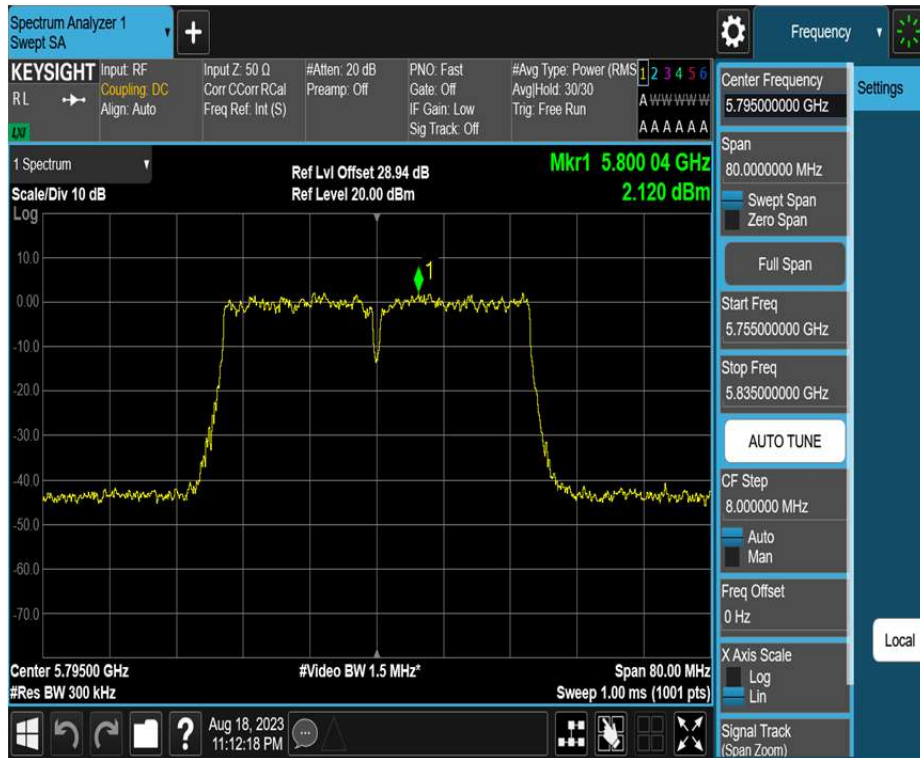 Spectrum Analyzer 1
Swept SA
Frequency
KEYSIGHT
R L
LXI
Input: RF
Coupling: DC
Align: Auto
Input Z: 50 Ω
Corr CCorr RCal
Freq Ref: Int (S)
#Atten: 20 dB
Preamp: Off
PNO: Fast
Gate: Off
IF Gain: Low
Sig Track: Off
#Avg Type: Power (RMS
Avg|Hold: 30/30
Trig: Free Run
1 2 3 4 5 6
A W W W W W
A A A A A A
1 Spectrum
Scale/Div 10 dB
Log
Ref Lvl Offset 28.94 dB
Ref Level 20.00 dBm
Mkr1 5.800 04 GHz
2.120 dBm
1
10.0
0.00
-10.0
-20.0
-30.0
-40.0
-50.0
-60.0
-70.0
Center 5.79500 GHz
#Res BW 300 kHz
#Video BW 1.5 MHz*
Span 80.00 MHz
Sweep 1.00 ms (1001 pts)
Aug 18, 2023
11:12:18 PM
Center Frequency
5.795000000 GHz
Span
80.0000000 MHz
Swept Span
Zero Span
Full Span
Start Freq
5.755000000 GHz
Stop Freq
5.835000000 GHz
AUTO TUNE
CF Step
8.000000 MHz
Auto
Man
Freq Offset
0 Hz
X Axis Scale
Log
Lin
Signal Track
(Span Zoom)
Settings
Local